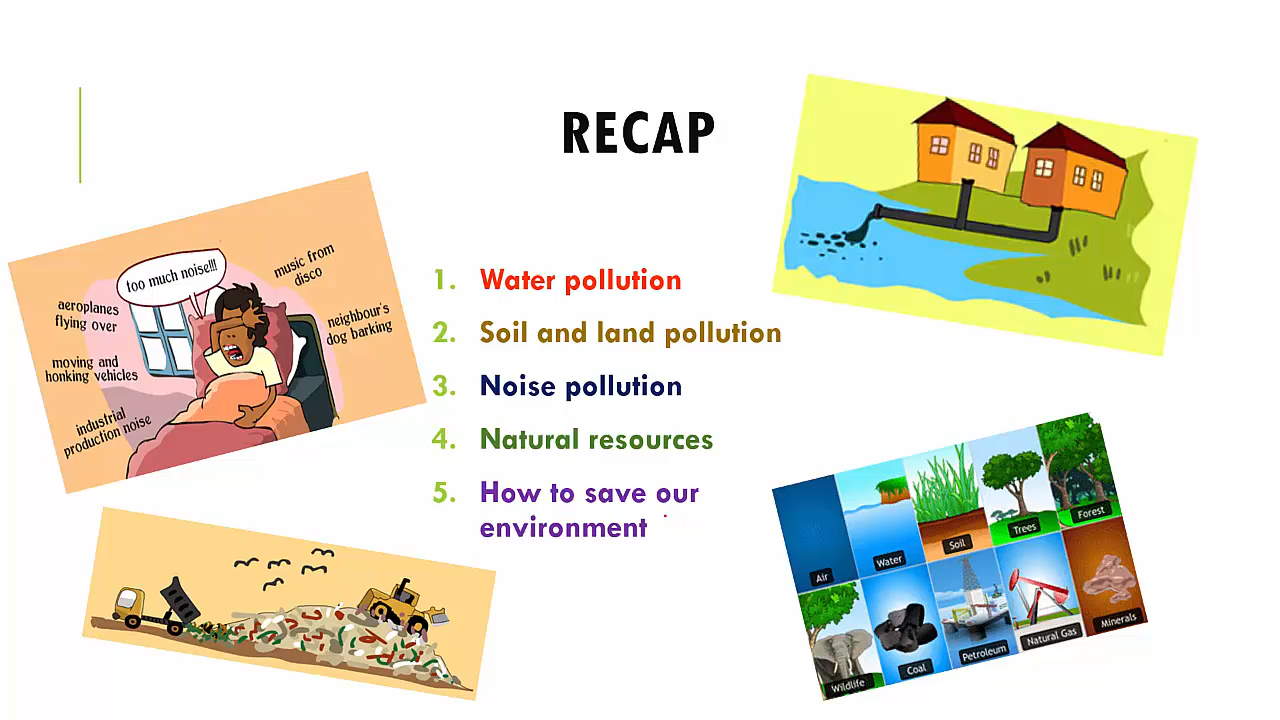 RECAP
too much noise!!!
music from
disco
aeroplanes
flying over
neighbour's
dog barking
moving and
honking vehicles
industrial
production noise
1. Water pollution
2. Soil and land pollution
3. Noise pollution
4. Natural resources
5. How to save our
environment
Air
Water
Soil
Trees
Forest
Wildlife
Coal
Petroleum
Natural Gas
Minerals